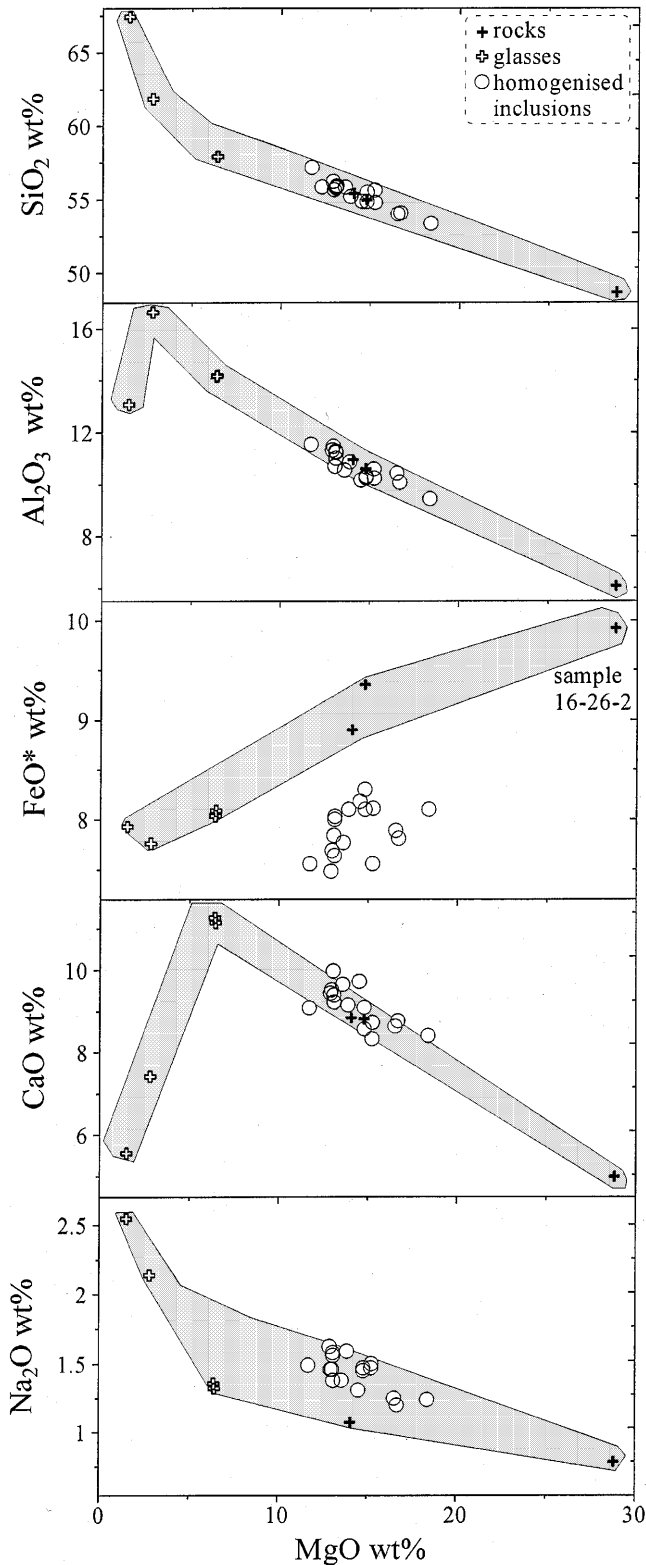 rocks
glasses
homogenised
inclusions
SiO2 wt%
65
60
55
50
Al2O3 wt%
16
12
8
FeO* wt%
10
9
8
sample
16-26-2
CaO wt%
10
8
6
Na2O wt%
2.5
2
1.5
1
0
10
20
30
MgO wt%